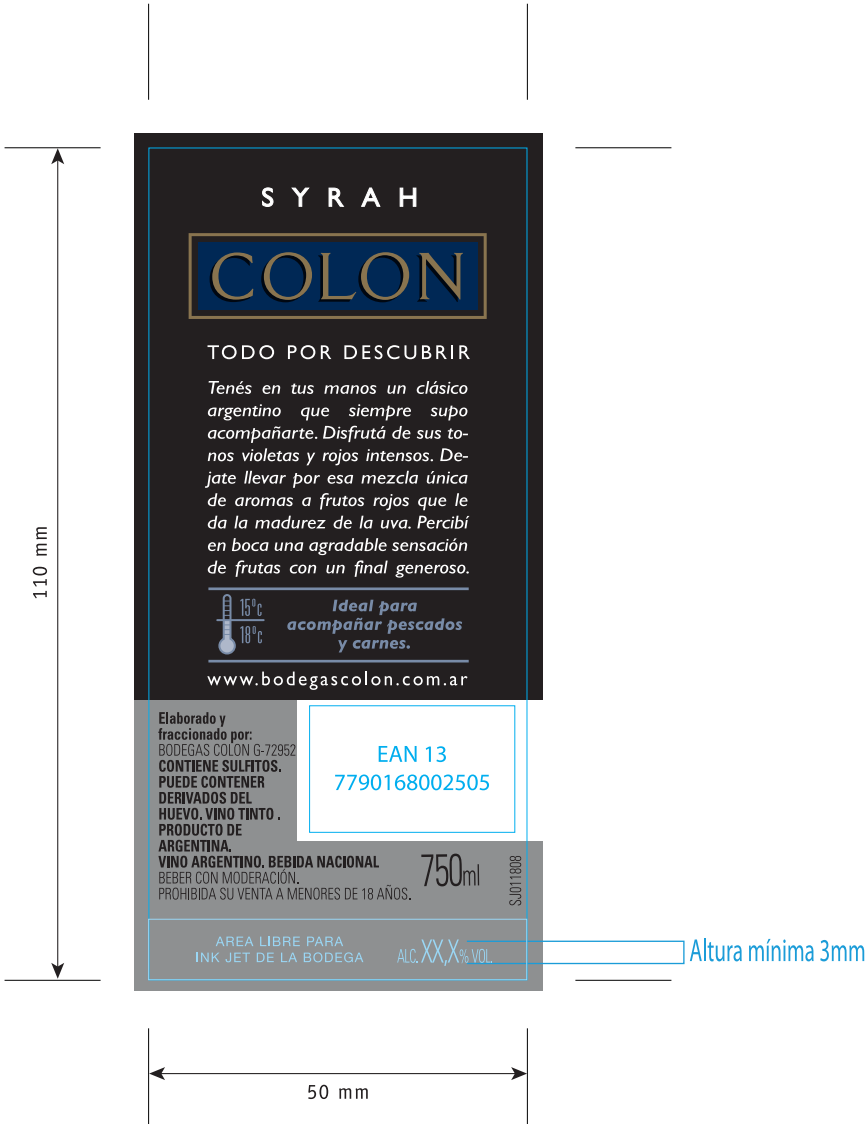 SYRAH
COLON
TODO POR DESCUBRIR
Tenés en tus manos un clásico
argentino que siempre supo
acompañarte. Disfrutá de sus to-
nos violetas y rojos intensos. De-
jate llevar por esa mezcla única
de aromas a frutos rojos que le
da la madurez de la uva. Percibí
en boca una agradable sensación
de frutas con un final generoso.
15°c
18°c
Ideal para
acompañar pescados
y carnes.
www.bodegascolon.com.ar
Elaborado y
fraccionado por:
BODEGAS COLON G-72952
CONTIENE SULFITOS.
PUEDE CONTENER
DERIVADOS DEL
HUEVO. VINO TINTO .
PRODUCTO DE
ARGENTINA.
VINO ARGENTINO. BEBIDA NACIONAL
BEBER CON MODERACIÓN.
PROHIBIDA SU VENTA A MENORES DE 18 AÑOS.
EAN 13
7790168002505
750ml
SJ011808
AREA LIBRE PARA
INK JET DE LA BODEGA
ALC. XX,X% VOL.
Altura mínima 3mm
110 mm
50 mm